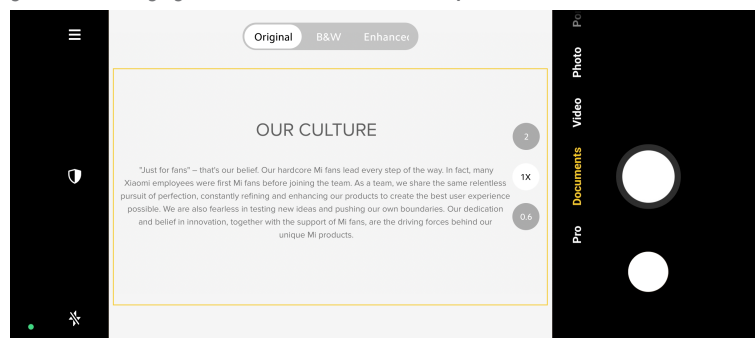 Original B&W Enhanced
OUR CULTURE
2
"Just for fans" – that's our belief. Our hardcore Mi fans lead every step of the way. In fact, many
Xiaomi employees were first Mi fans before joining the team. As a team, we share the same relentless
1X
pursuit of perfection, constantly refining and enhancing our products to create the best user experience
possible. We are also fearless in testing new ideas and pushing our own boundaries. Our dedication
0.6
and belief in innovation, together with the support of Mi fans, are the driving forces behind our
unique Mi products.
Pro Documents Video Photo Po